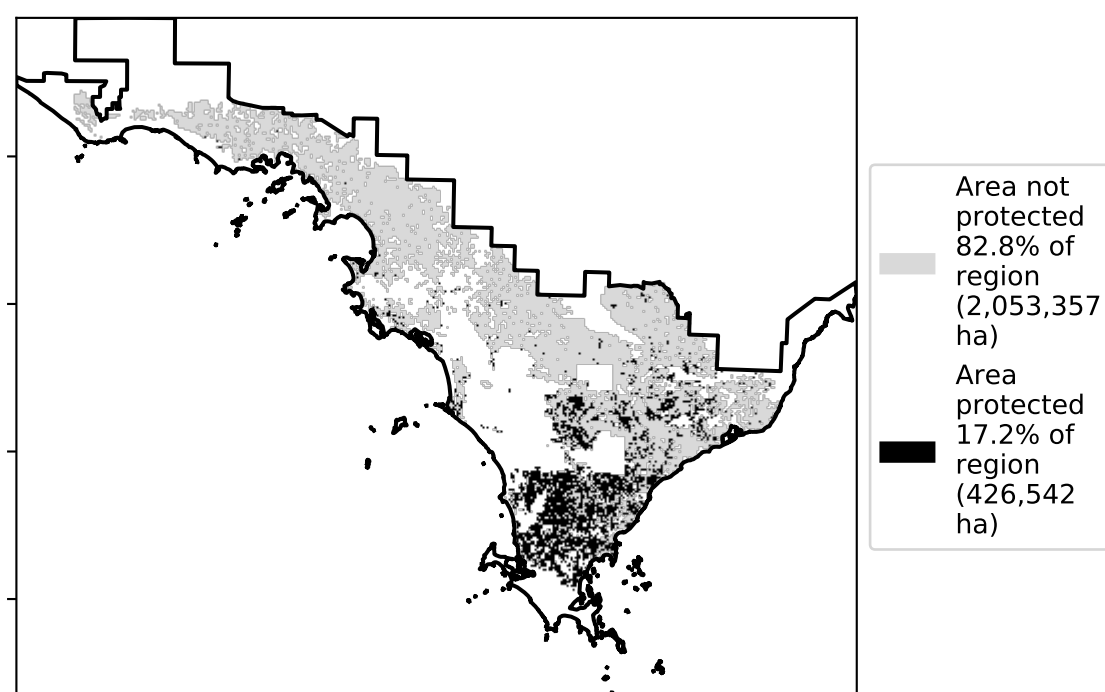 Area not
protected
82.8% of
region
(2,053,357
ha)
Area
protected
17.2% of
region
(426,542
ha)